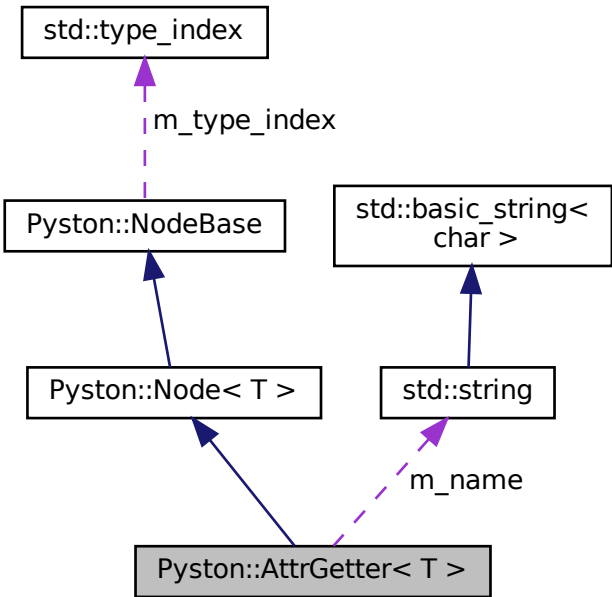 std::type_index
m_type_index
Pyston::NodeBase
std::basic_string<
char >
Pyston::Node< T >
std::string
m_name
Pyston::AttrGetter< T >